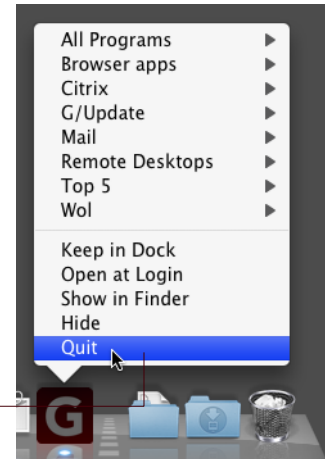 All Programs
Browser apps
Citrix
G/Update
Mail
Remote Desktops
Top 5
Wol
Keep in Dock
Open at Login
Show in Finder
Hide
Quit
G